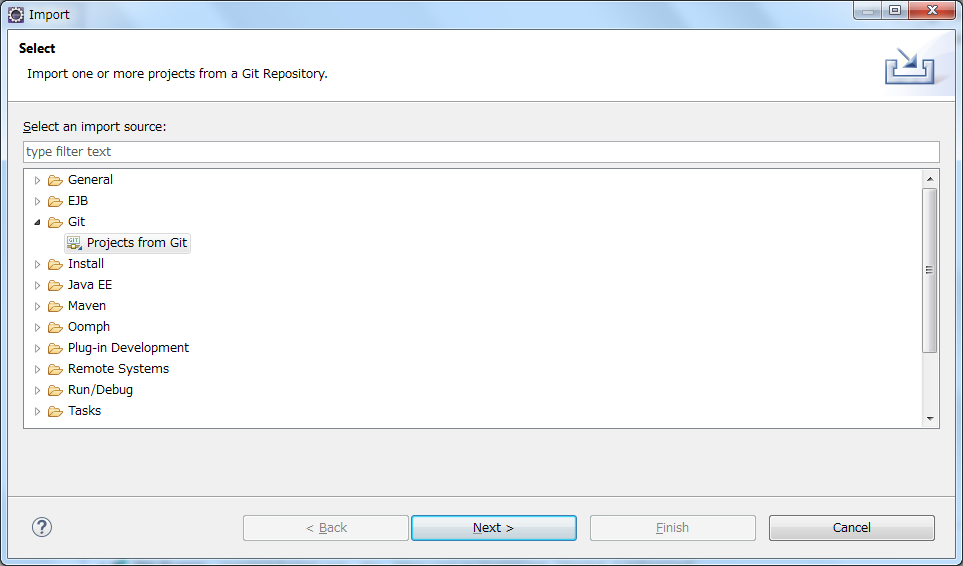 Import
Select
Import one or more projects from a Git Repository.
Select an import source:
type filter text
General
EJB
Git
GIT
Projects from Git
Install
Java EE
Maven
Oomph
Plug-in Development
Remote Systems
Run/Debug
Tasks
?
< Back
Next >
Finish
Cancel